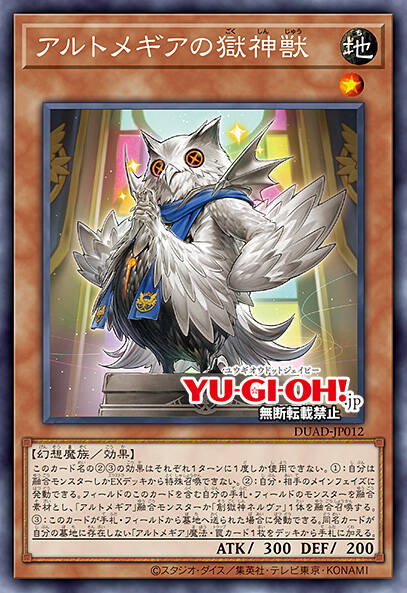 アルトメギアの獄神獣
ごく しん じゅう
地
ユウギオウドットジェイピー
YU-GI-OH!.jp
無断転載禁止
DUAD-JP012
【幻想魔族／効果】
このカード名の②③の効果はそれぞれ1ターンに1度しか使用できない。①：自分は
融合モンスターしかEXデッキから特殊召喚できない。②：自分・相手のメインフェイズに
発動できる。フィールドのこのカードを含む自分の手札・フィールドのモンスターを融合
素材とし、「アルトメギア」融合モンスターか「創獄神ネルヴァ」1体を融合召喚する。
③：このカードが手札・フィールドから墓地へ送られた場合に発動できる。同名カードが
自分の墓地に存在しない「アルトメギア」魔法・罠カード1枚をデッキから手札に加える。
ATK/ 300 DEF/ 200
©スタジオ・ダイス／集英社・テレビ東京・KONAMI